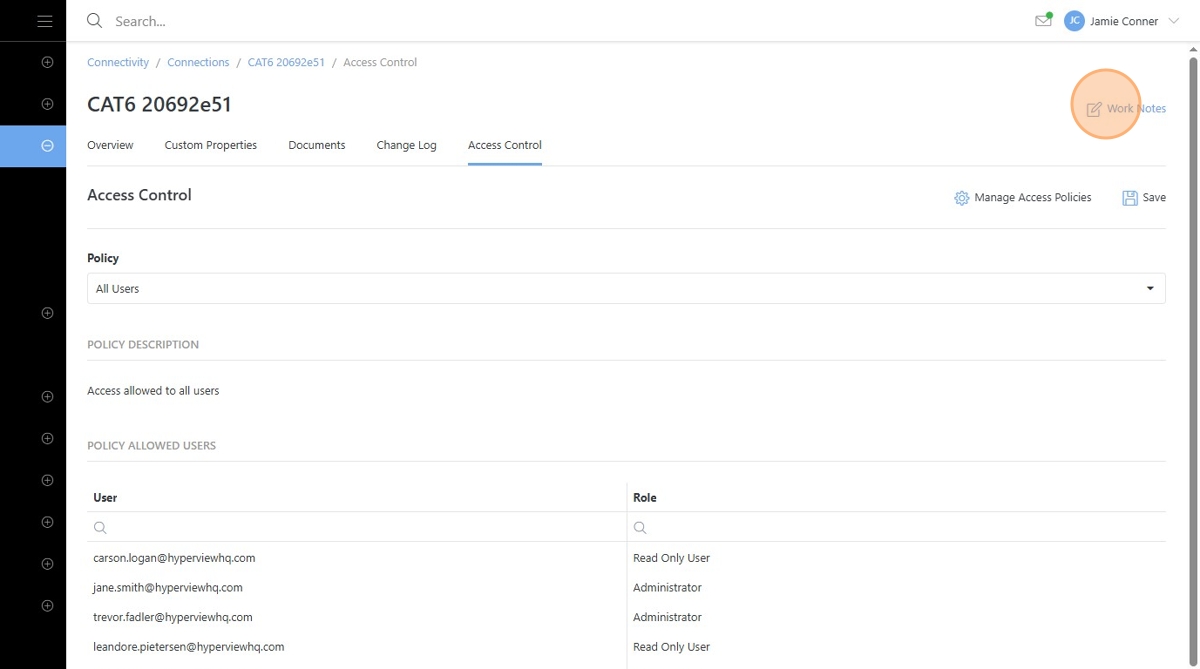 Search...
JC Jamie Conner
Connectivity / Connections / CAT6 20692e51 / Access Control
CAT6 20692e51
Work Notes
Overview Custom Properties Documents Change Log Access Control
Access Control
Manage Access Policies Save
Policy
All Users
POLICY DESCRIPTION
Access allowed to all users
POLICY ALLOWED USERS
User Role
carson.logan@hyperviewhq.com Read Only User
jane.smith@hyperviewhq.com Administrator
trevor.fadler@hyperviewhq.com Administrator
leandore.pietersen@hyperviewhq.com Read Only User